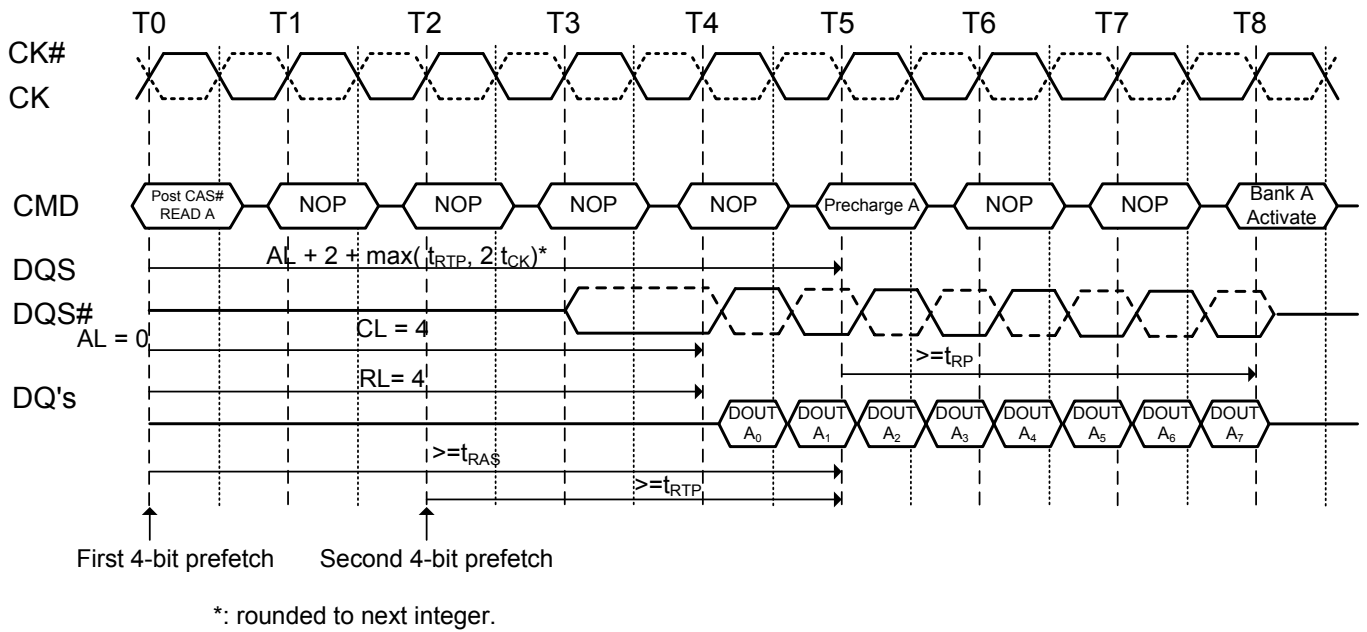 T0 T1 T2 T3 T4 T5 T6 T7 T8
CK#
CK
CMD
Post CAS# READ A
NOP
NOP
NOP
NOP
Precharge A
NOP
NOP
Bank A Activate
DQS
AL + 2 + max( tRTP, 2 tCK)*
DQS#
AL = 0
CL = 4
>=tRP
RL= 4
DQ's
DOUT A0
DOUT A1
DOUT A2
DOUT A3
DOUT A4
DOUT A5
DOUT A6
DOUT A7
>=tRAS
>=tRTP
First 4-bit prefetch
Second 4-bit prefetch
*: rounded to next integer.